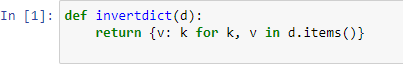 In [1]: def invertdict(d):
    return {v: k for k, v in d.items()}